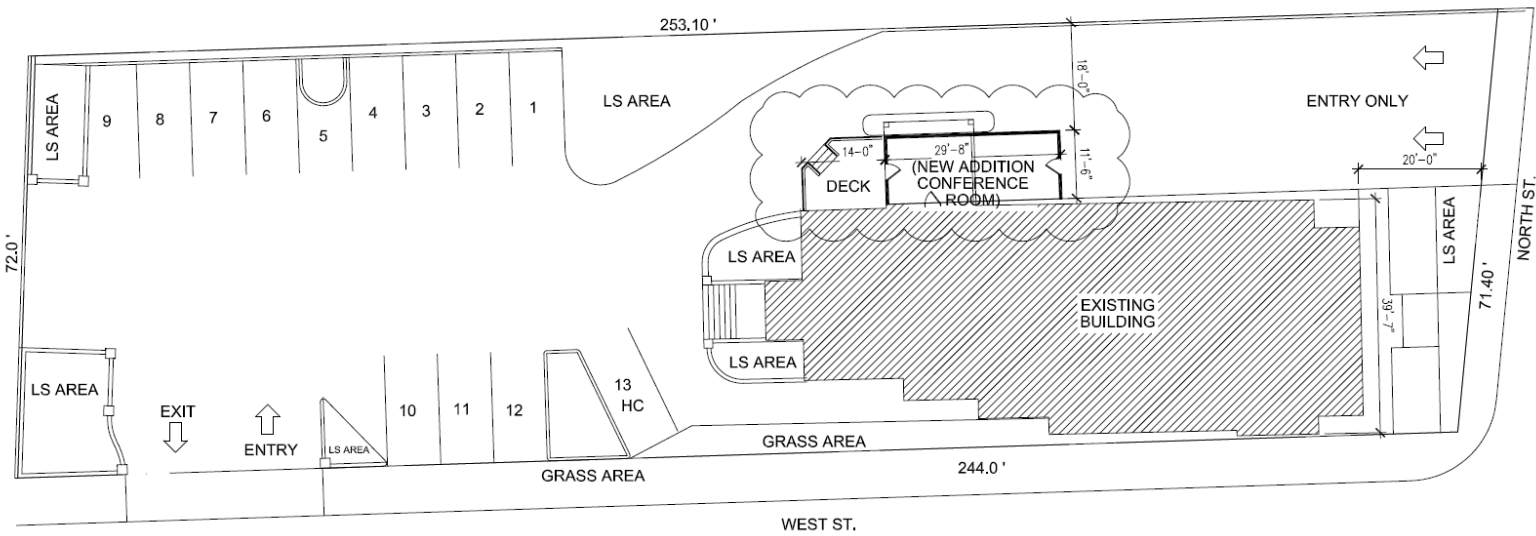 253.10 '
18'-0"
ENTRY ONLY
LS AREA
9
8
7
6
5
4
3
2
1
LS AREA
14-0"
29'-8"
11'-6"
DECK
(NEW ADDITION
CONFERENCE
ROOM)
20'-0"
NORTH ST.
LS AREA
71.40 '
72.0 '
LS AREA
EXISTING
BUILDING
39'-7"
LS AREA
LS AREA
EXIT
ENTRY
LS AREA
10
11
12
13
HC
GRASS AREA
GRASS AREA
244.0 '
WEST ST.